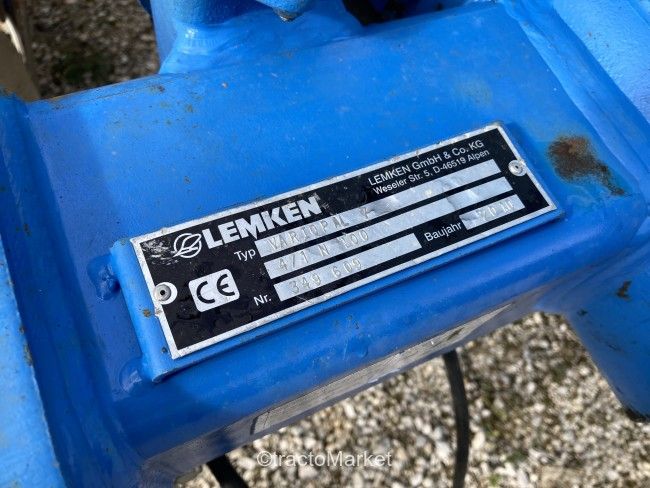 LEMKEN
LEMKEN GmbH & Co. KG
Weseler Str. 5, D-46519 Alpen
Typ VARIOPAL 7
4/1 N 100
Nr. 349 609
Baujahr
CE
©tractoMarket